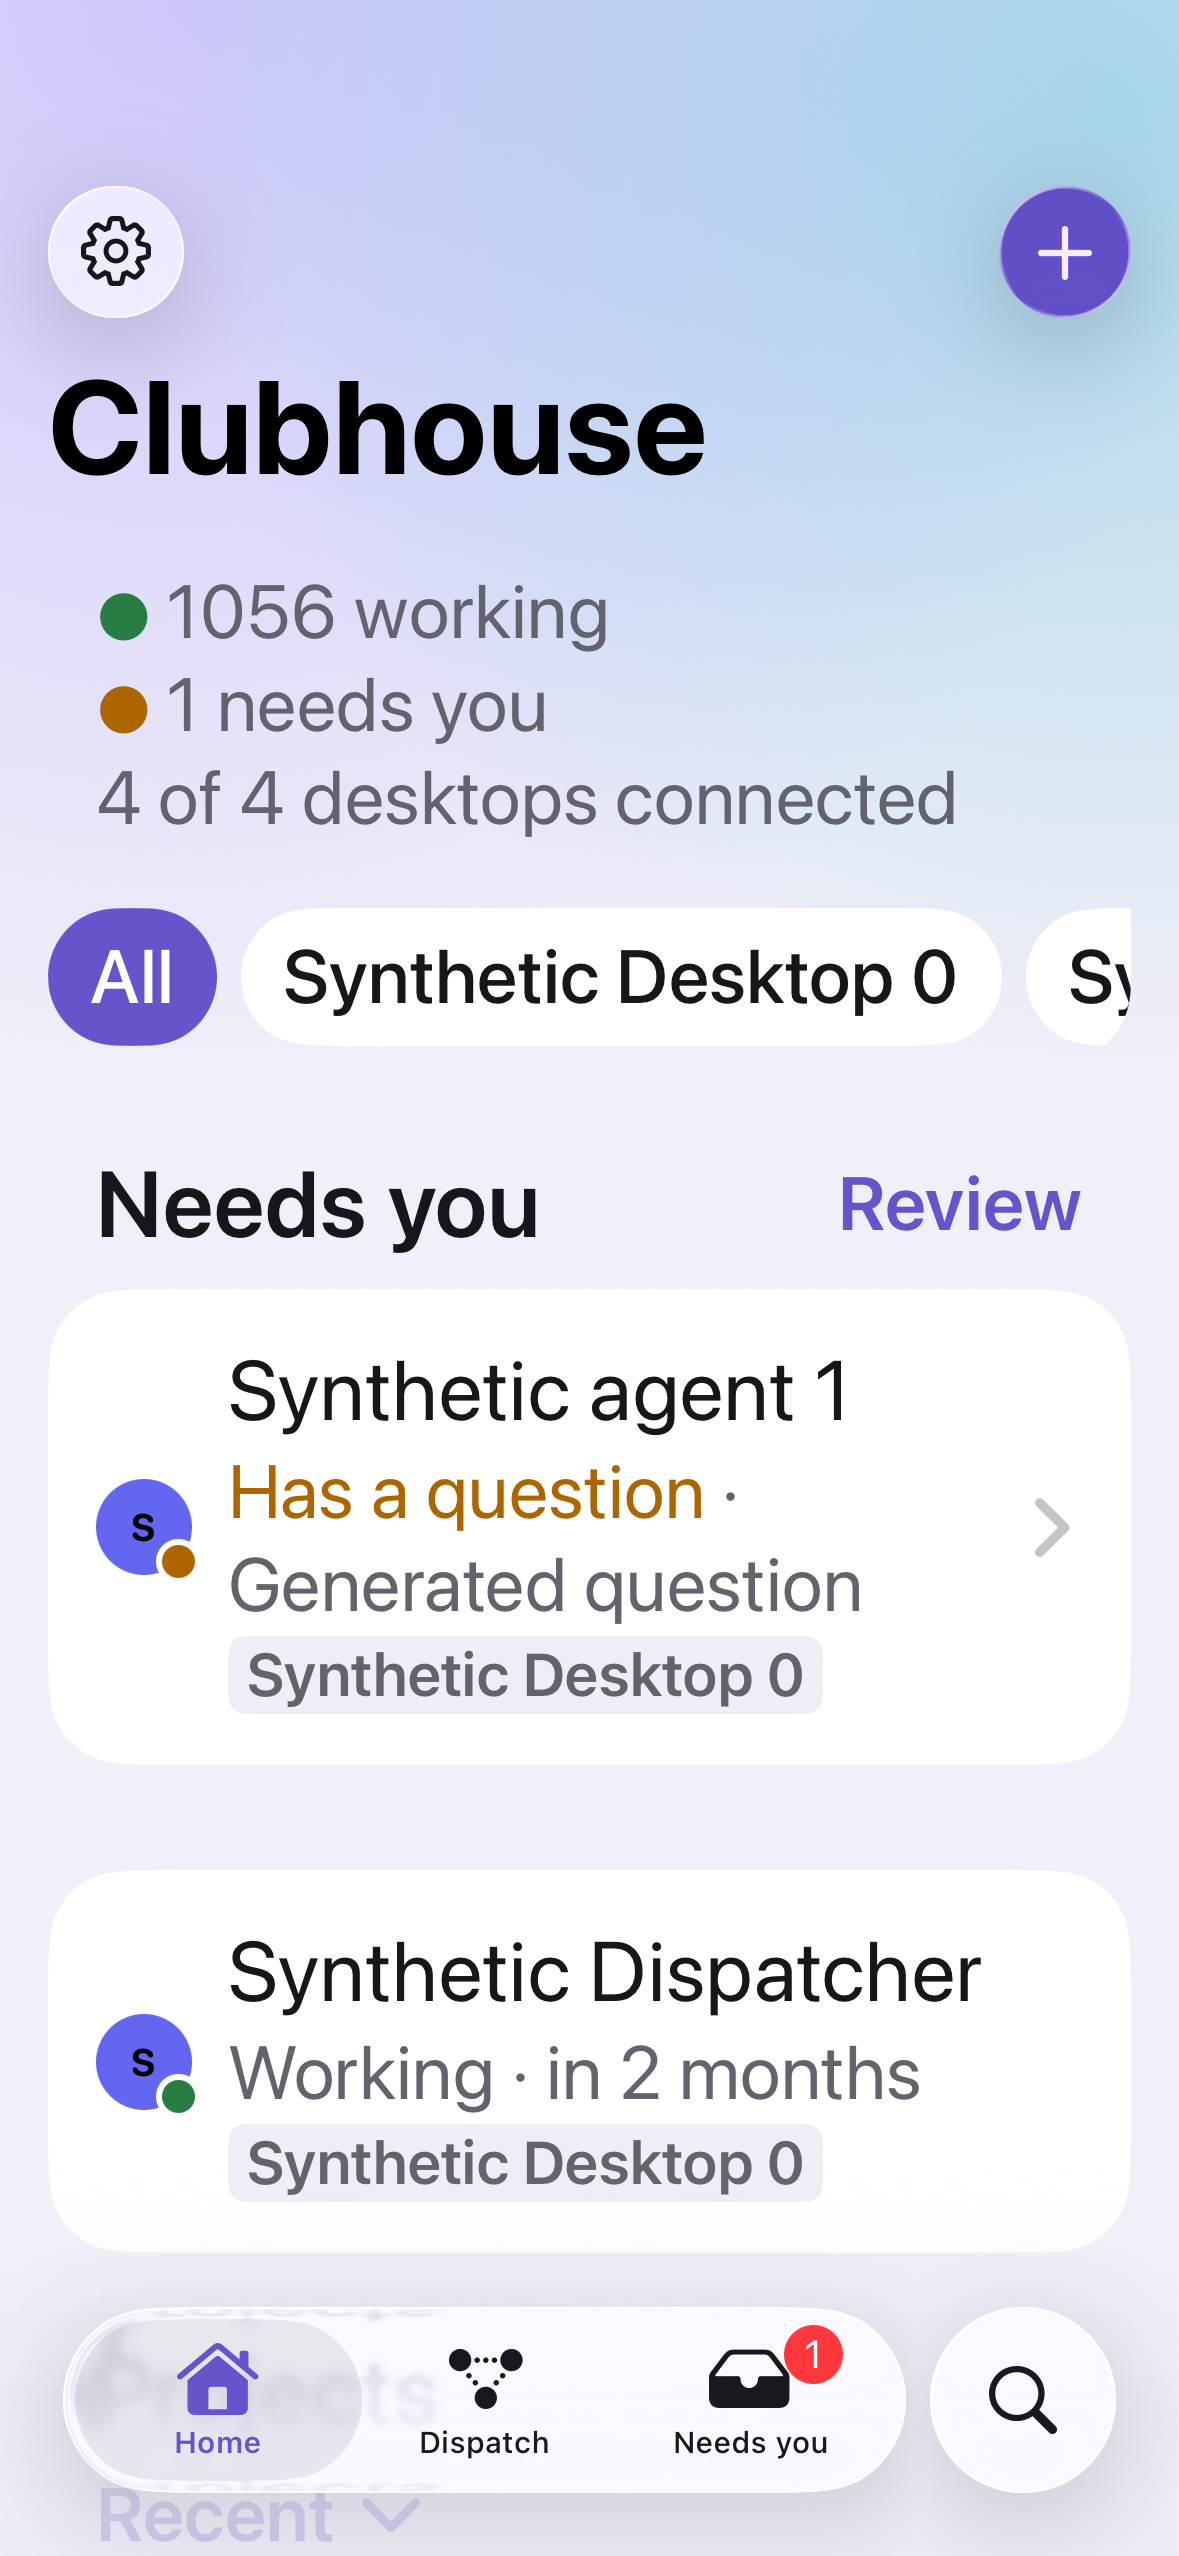 Clubhouse
1056 working
1 needs you
4 of 4 desktops connected
All
Synthetic Desktop 0
Sy
Needs you
Review
Synthetic agent 1
Has a question ·
Generated question
Synthetic Desktop 0
S
Synthetic Dispatcher
Working · in 2 months
Synthetic Desktop 0
S
Projects
Home
Dispatch
Needs you
1
Recent